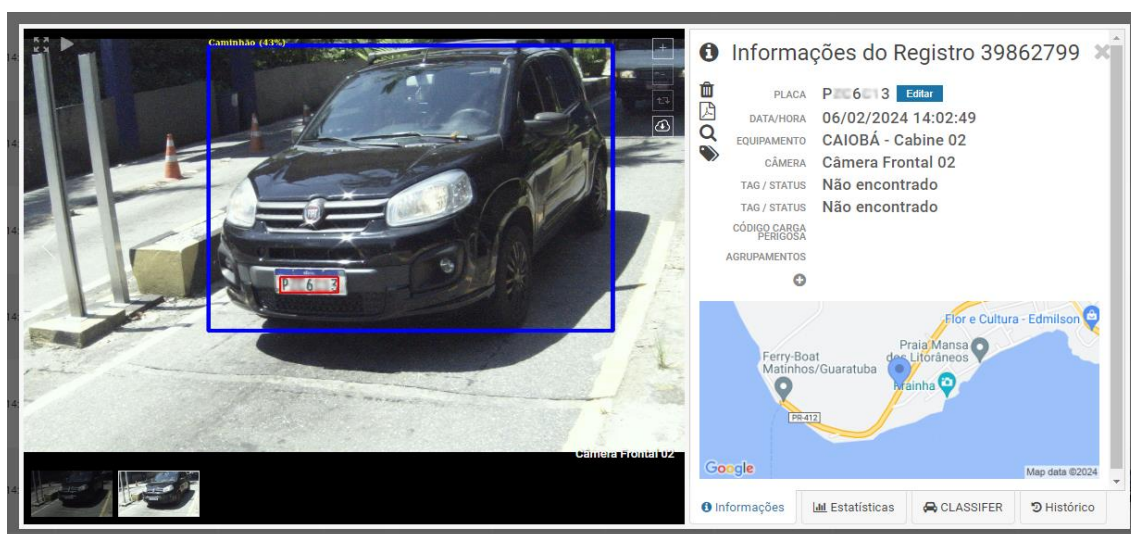 Caminhão (43%)
Câmera Frontal 02
Informações do Registro 39862799
PLACA P 6 3 Editar
DATA/HORA 06/02/2024 14:02:49
EQUIPAMENTO CAIOBÁ - Cabine 02
CÂMERA Câmera Frontal 02
TAG / STATUS Não encontrado
TAG / STATUS Não encontrado
CÓDIGO CARGA
PERIGOSA
AGRUPAMENTOS
Flor e Cultura - Edmilson
Praia Mansa
dos Litorâneos
Ferry-Boat
Matinhos/Guaratuba
Prainha
PR-412
Google
Map data ©2024
Informações Estatísticas CLASSIFER Histórico